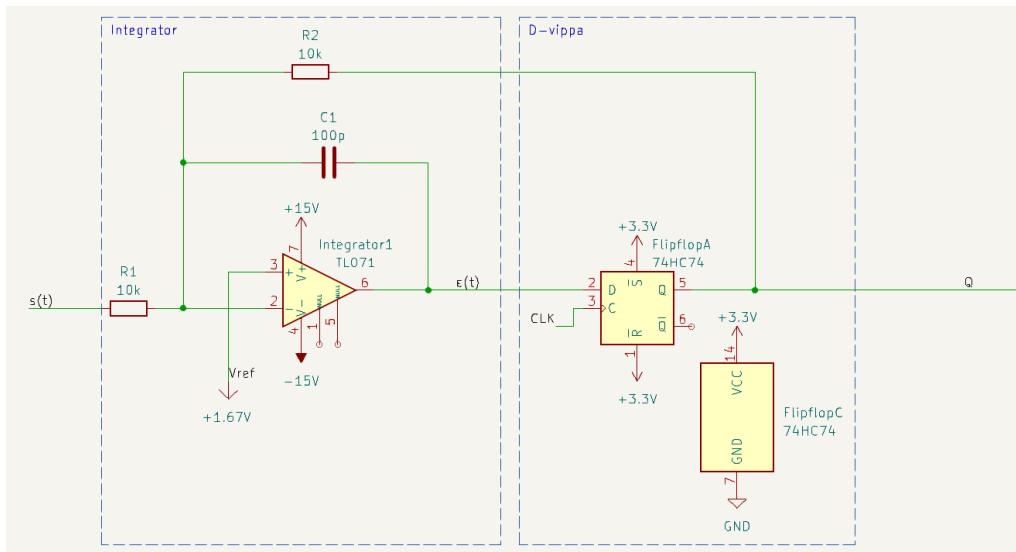 Integrator
D-vippa
R2
10k
C1
100p
+15V
Integrator1
TL071
7
V+
3
+
2
-
6
V-
4
NULL
1
NULL
5
-15V
R1
10k
s(t)
Vref
+1.67V
ε(t)
+3.3V
FlipflopA
74HC74
4
S
2
D
Q
5
3
C
CLK
Q
6
R
1
+3.3V
Q
+3.3V
14
VCC
FlipflopC
74HC74
GND
7
GND